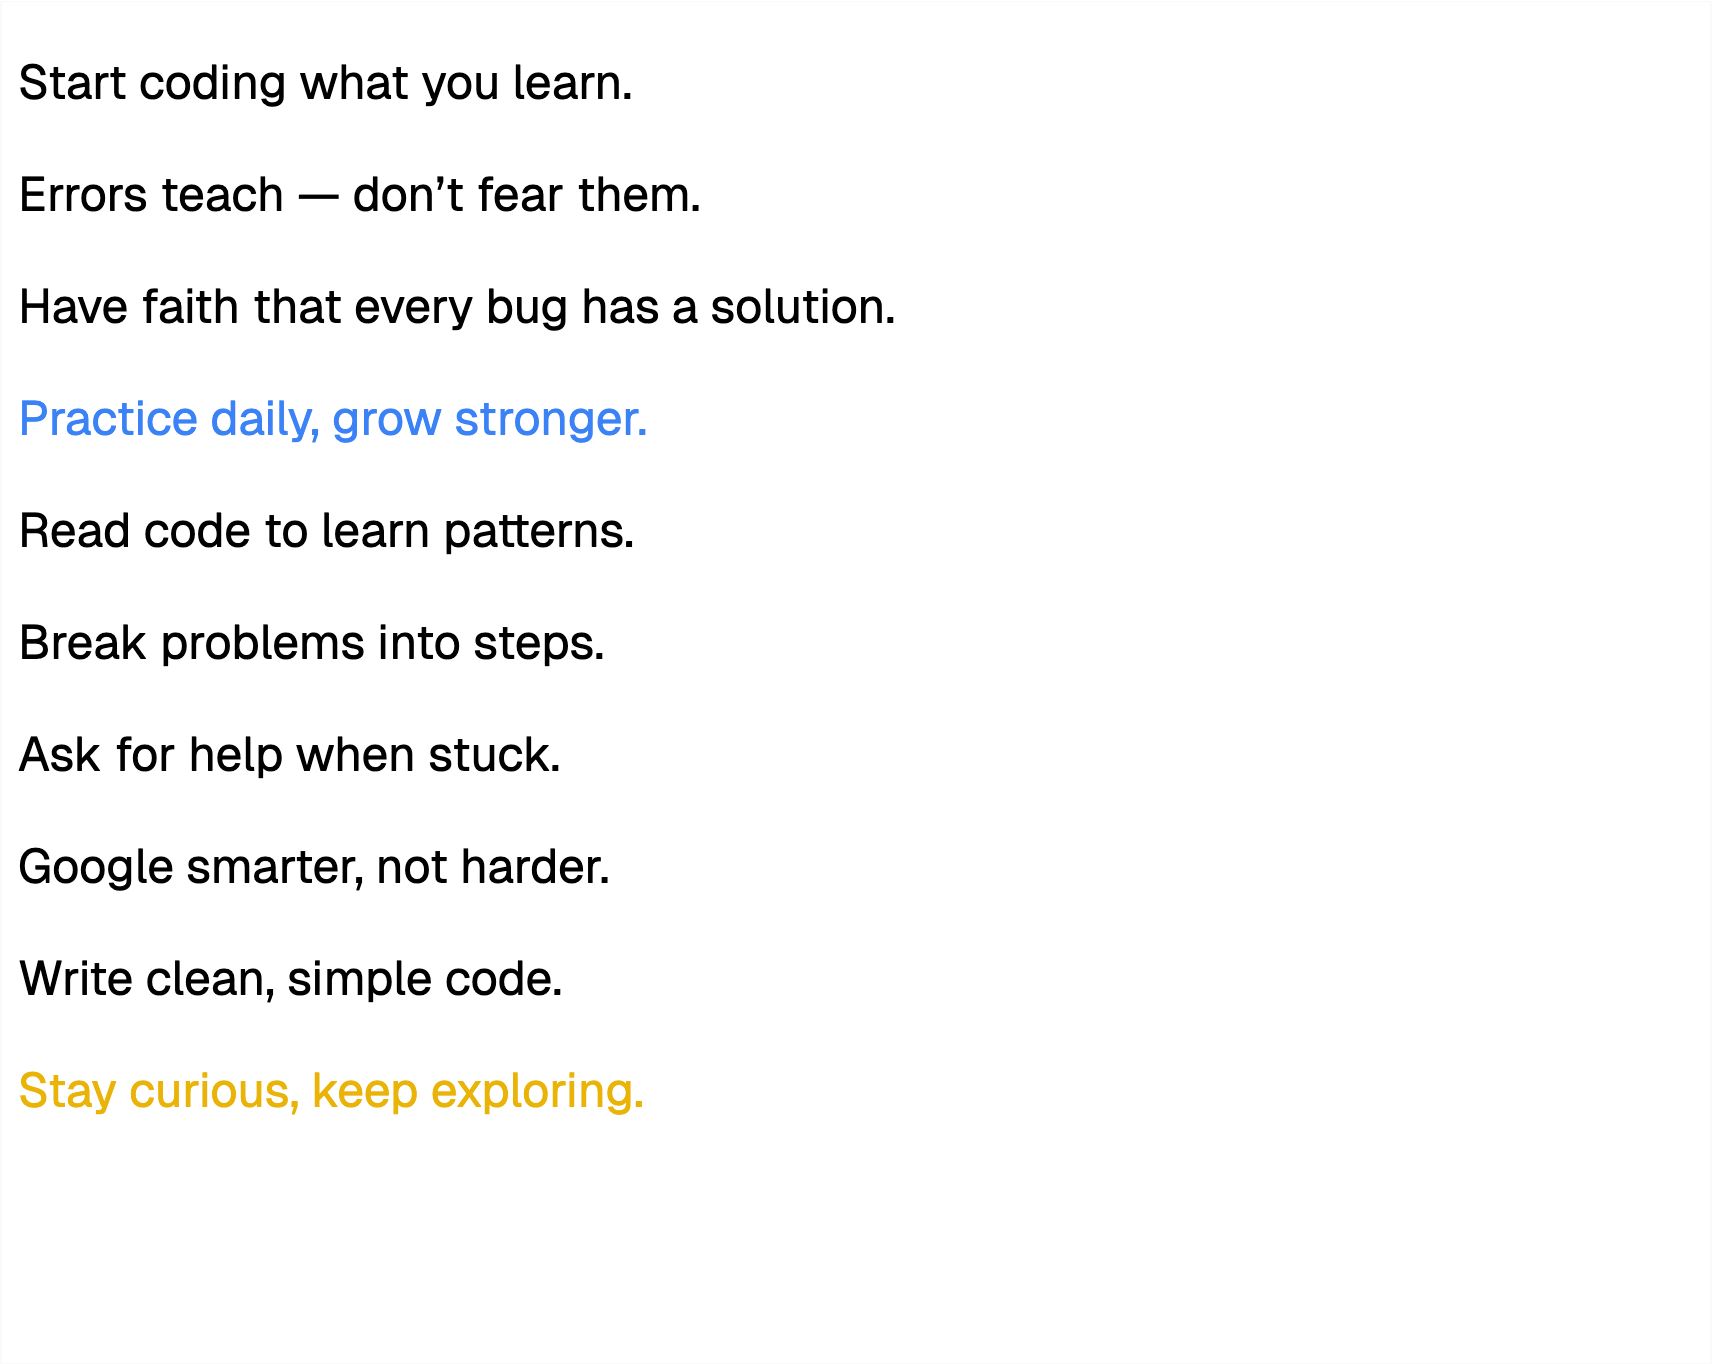 Start coding what you learn.
Errors teach — don’t fear them.
Have faith that every bug has a solution.
Practice daily, grow stronger.
Read code to learn patterns.
Break problems into steps.
Ask for help when stuck.
Google smarter, not harder.
Write clean, simple code.
Stay curious, keep exploring.